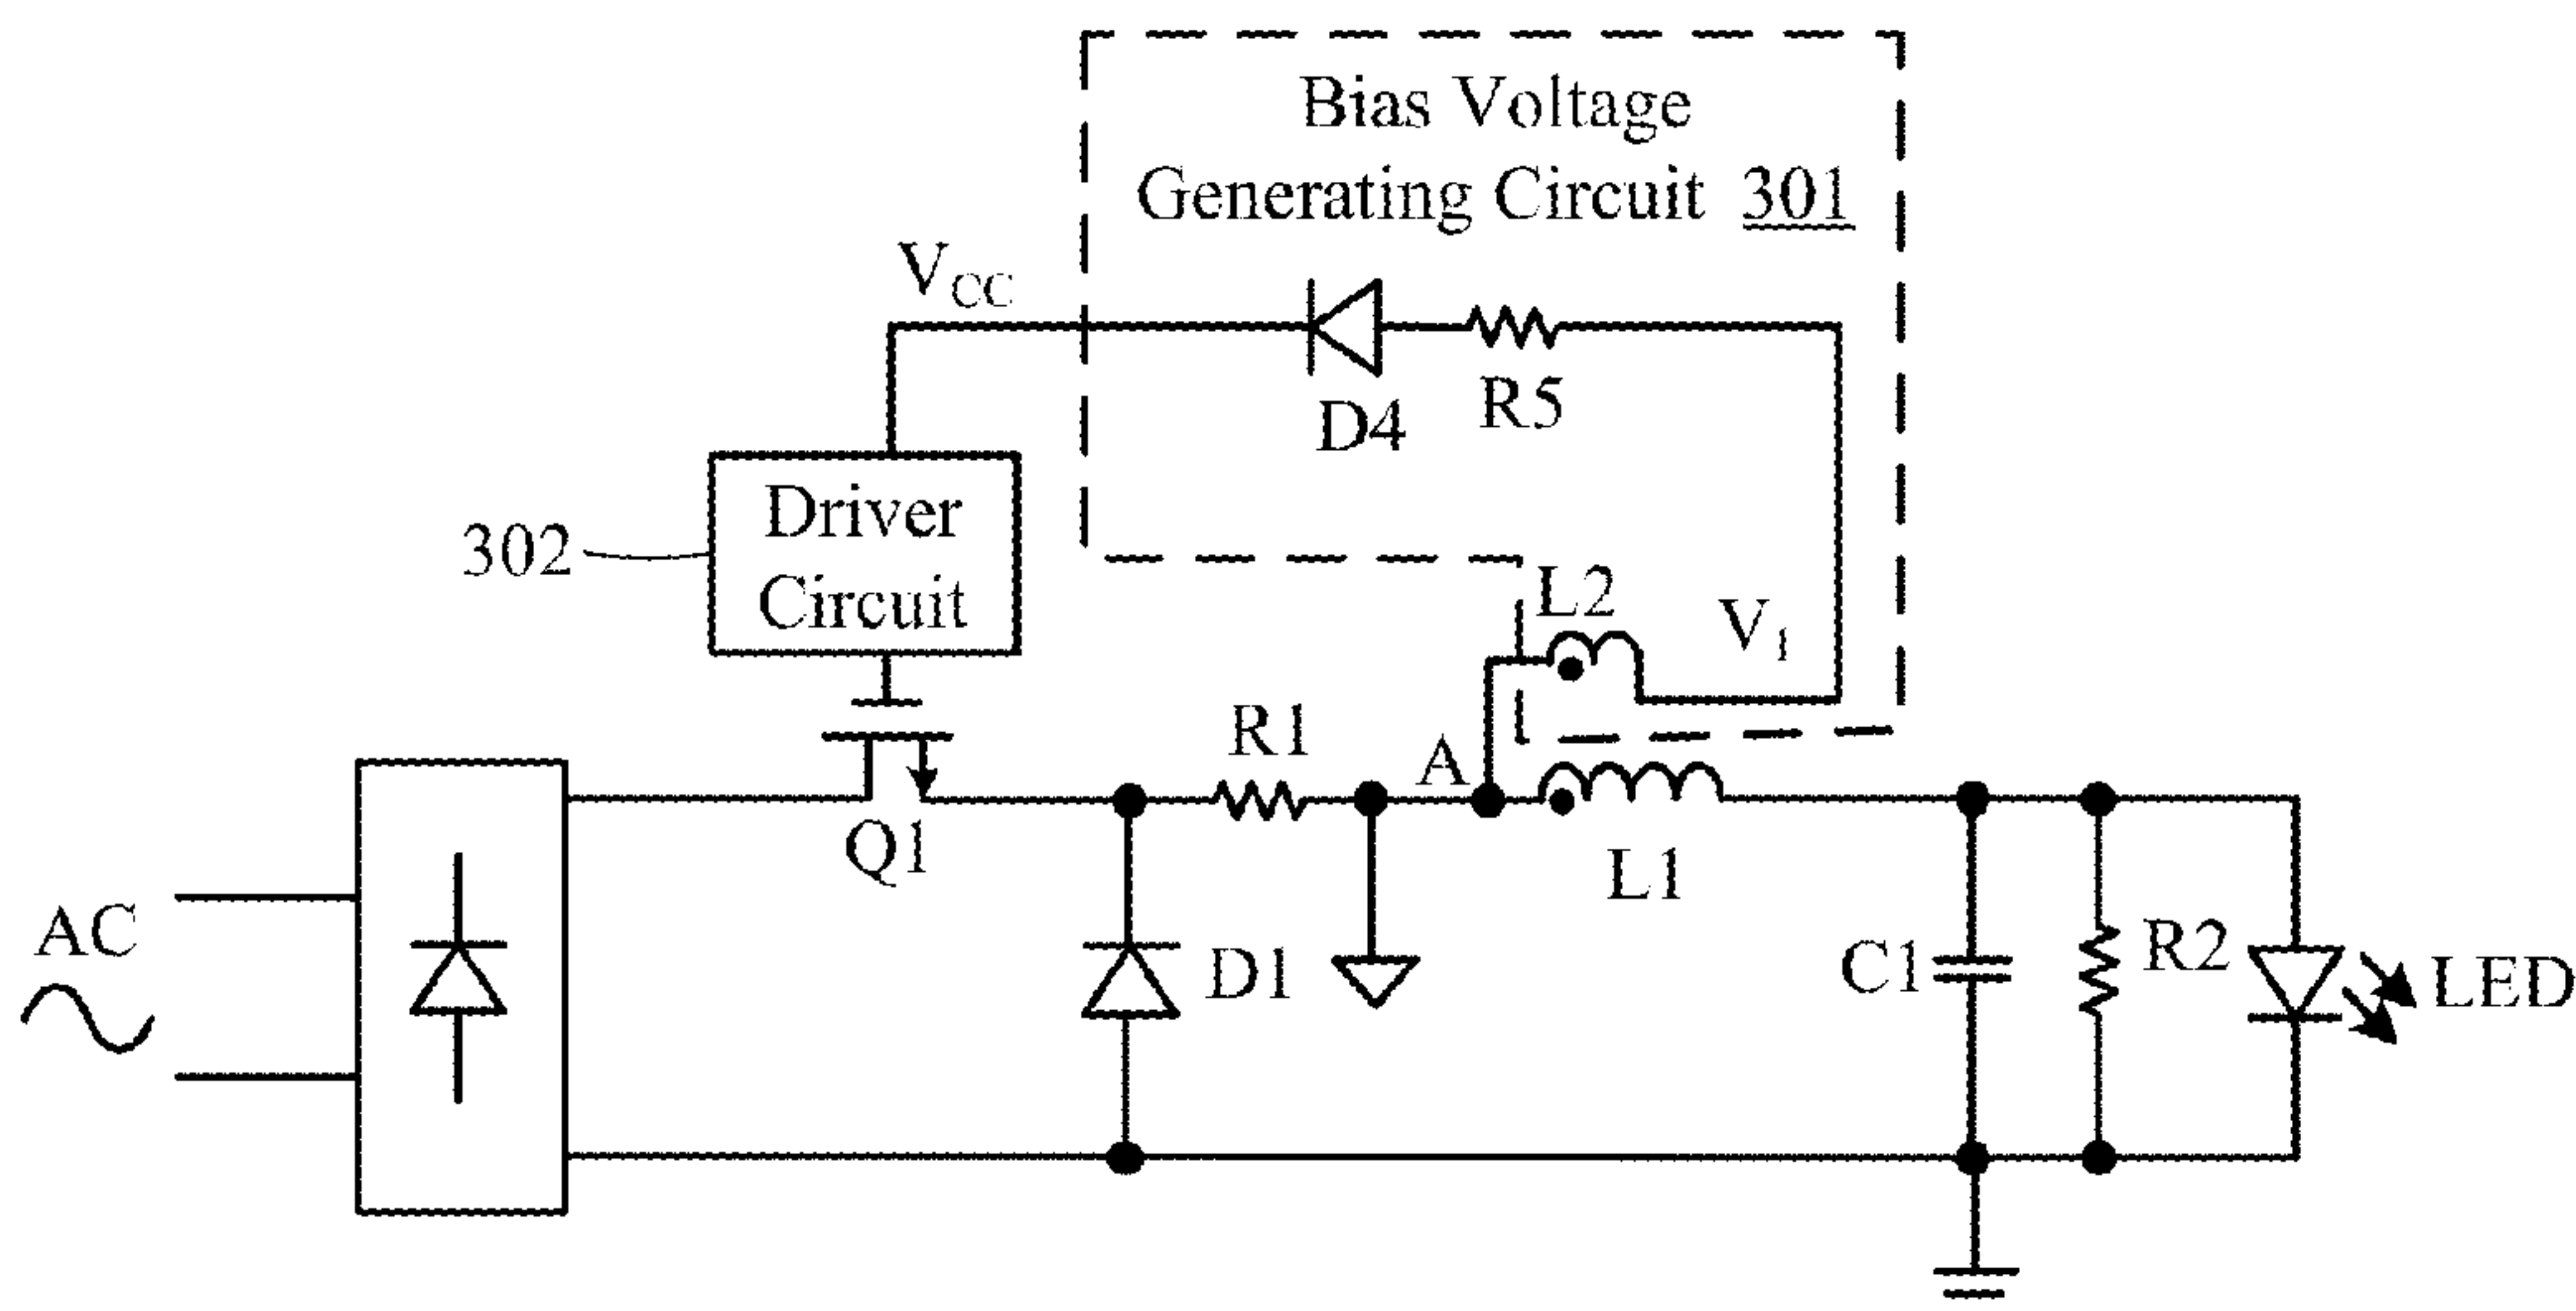 Bias Voltage
Generating Circuit 301
VCC
D4
R5
302
Driver
Circuit
L2
V1
R1
A
Q1
L1
AC
D1
C1
R2
LED